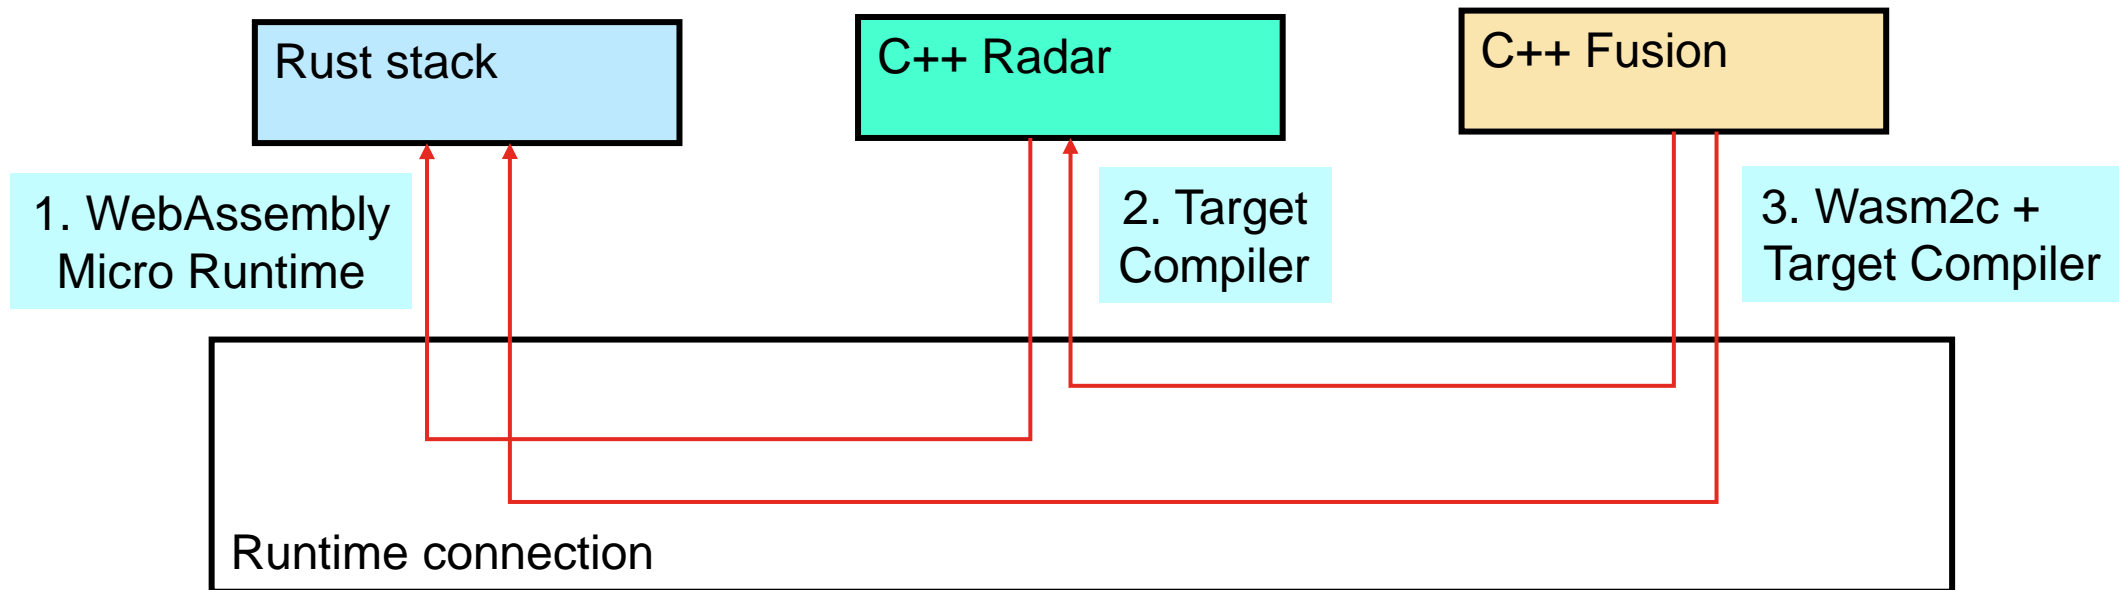 Rust stack
C++ Radar
C++ Fusion
1. WebAssembly
Micro Runtime
2. Target
Compiler
3. Wasm2c +
Target Compiler
Runtime connection